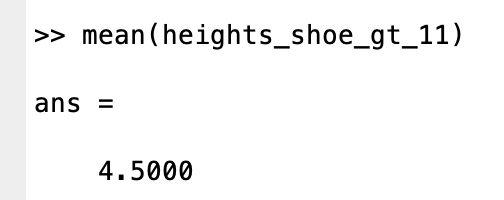 >> mean(heights_shoe_gt_11)
ans =
4.5000